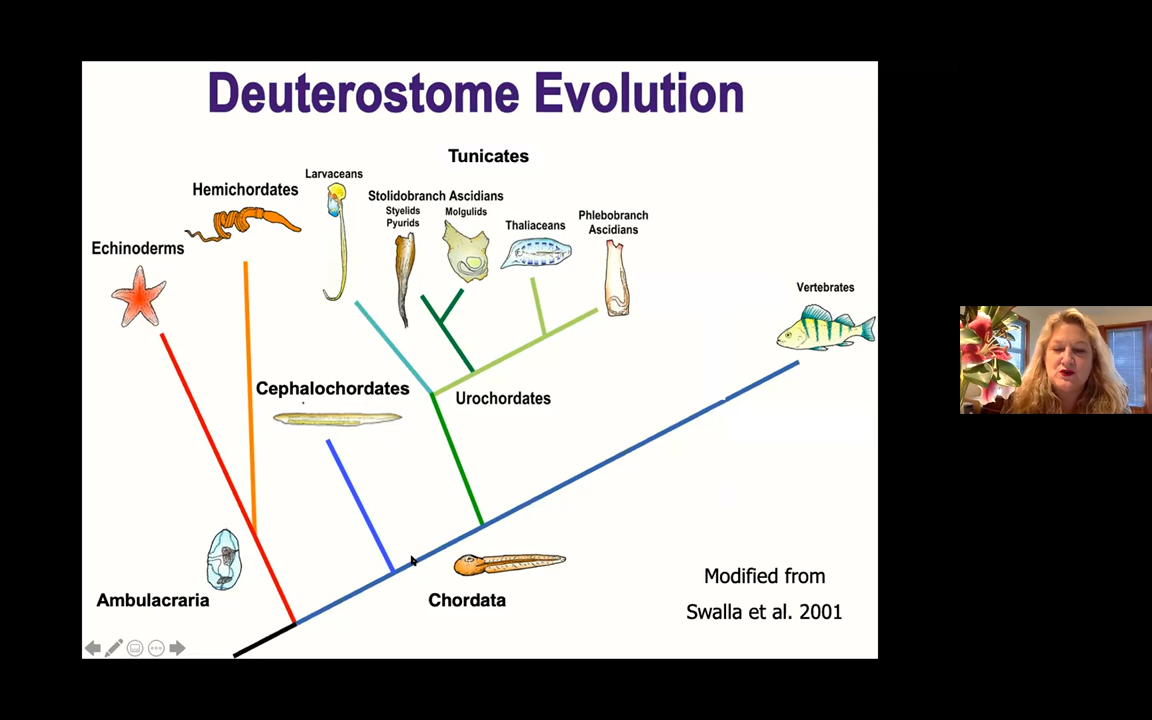 Deuterostome Evolution
Tunicates
Larvaceans
Hemichordates
Stolidobranch Ascidians
Styelids
Pyurids
Molgulids
Thaliaceans
Phlebobranch
Ascidians
Echinoderms
Vertebrates
Cephalochordates
Urochordates
Ambulacraria
Chordata
Modified from
Swalla et al. 2001